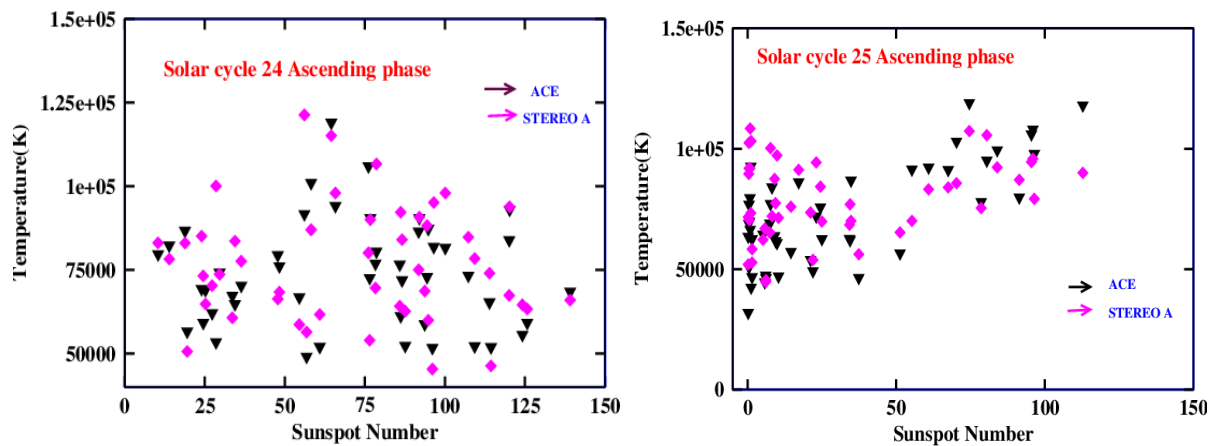 1.5e+05
1.25e+05
1e+05
75000
50000
Temperature(K)
Solar cycle 24 Ascending phase
ACE
STEREO A
0 25 50 75 100 125 150
Sunspot Number
1.5e+05
1e+05
50000
0
Temperature(K)
Solar cycle 25 Ascending phase
ACE
STEREO A
0 50 100 150
Sunspot Number